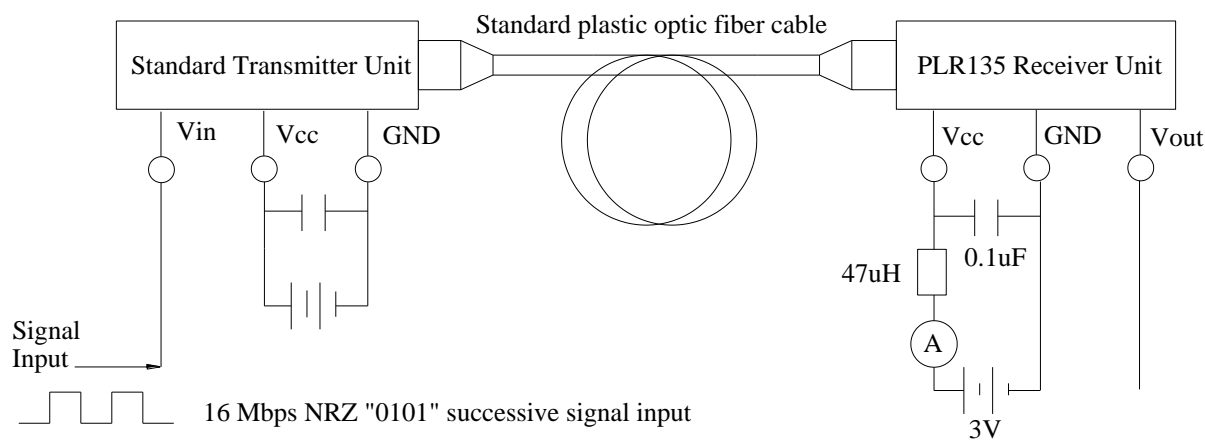 Standard plastic optic fiber cable
Standard Transmitter Unit
PLR135 Receiver Unit
Vin
Vcc
GND
Vcc
GND
Vout
47uH
0.1uF
A
3V
Signal
Input
16 Mbps NRZ "0101" successive signal input